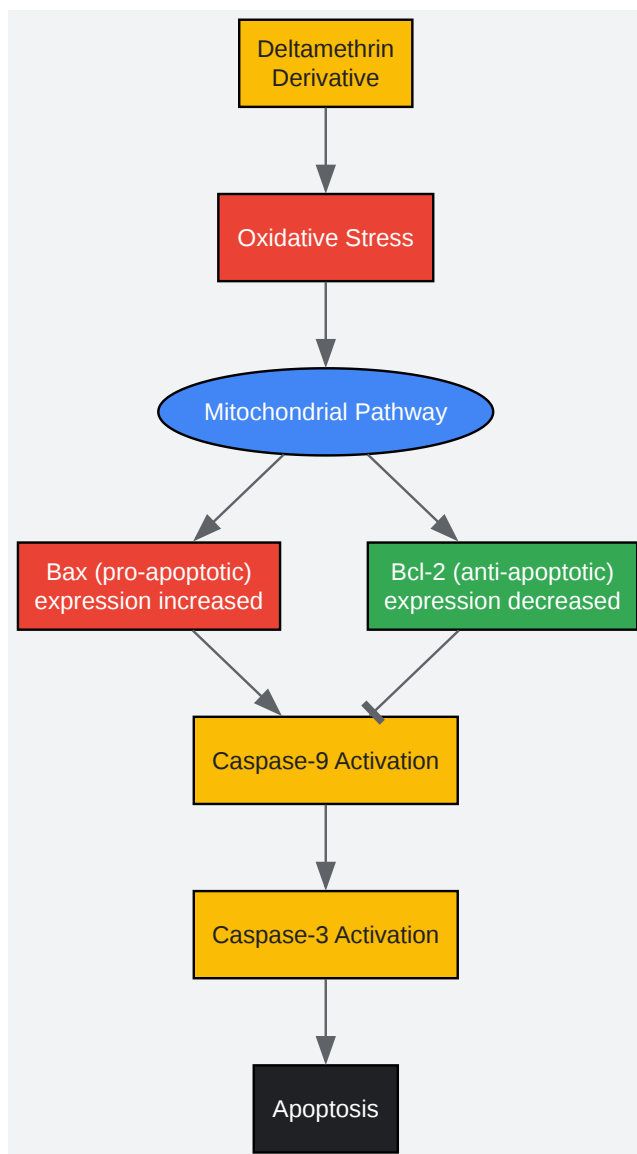 Deltamethrin
Derivative
Oxidative Stress
Mitochondrial Pathway
Bax (pro-apoptotic)
expression increased
Bcl-2 (anti-apoptotic)
expression decreased
Caspase-9 Activation
Caspase-3 Activation
Apoptosis